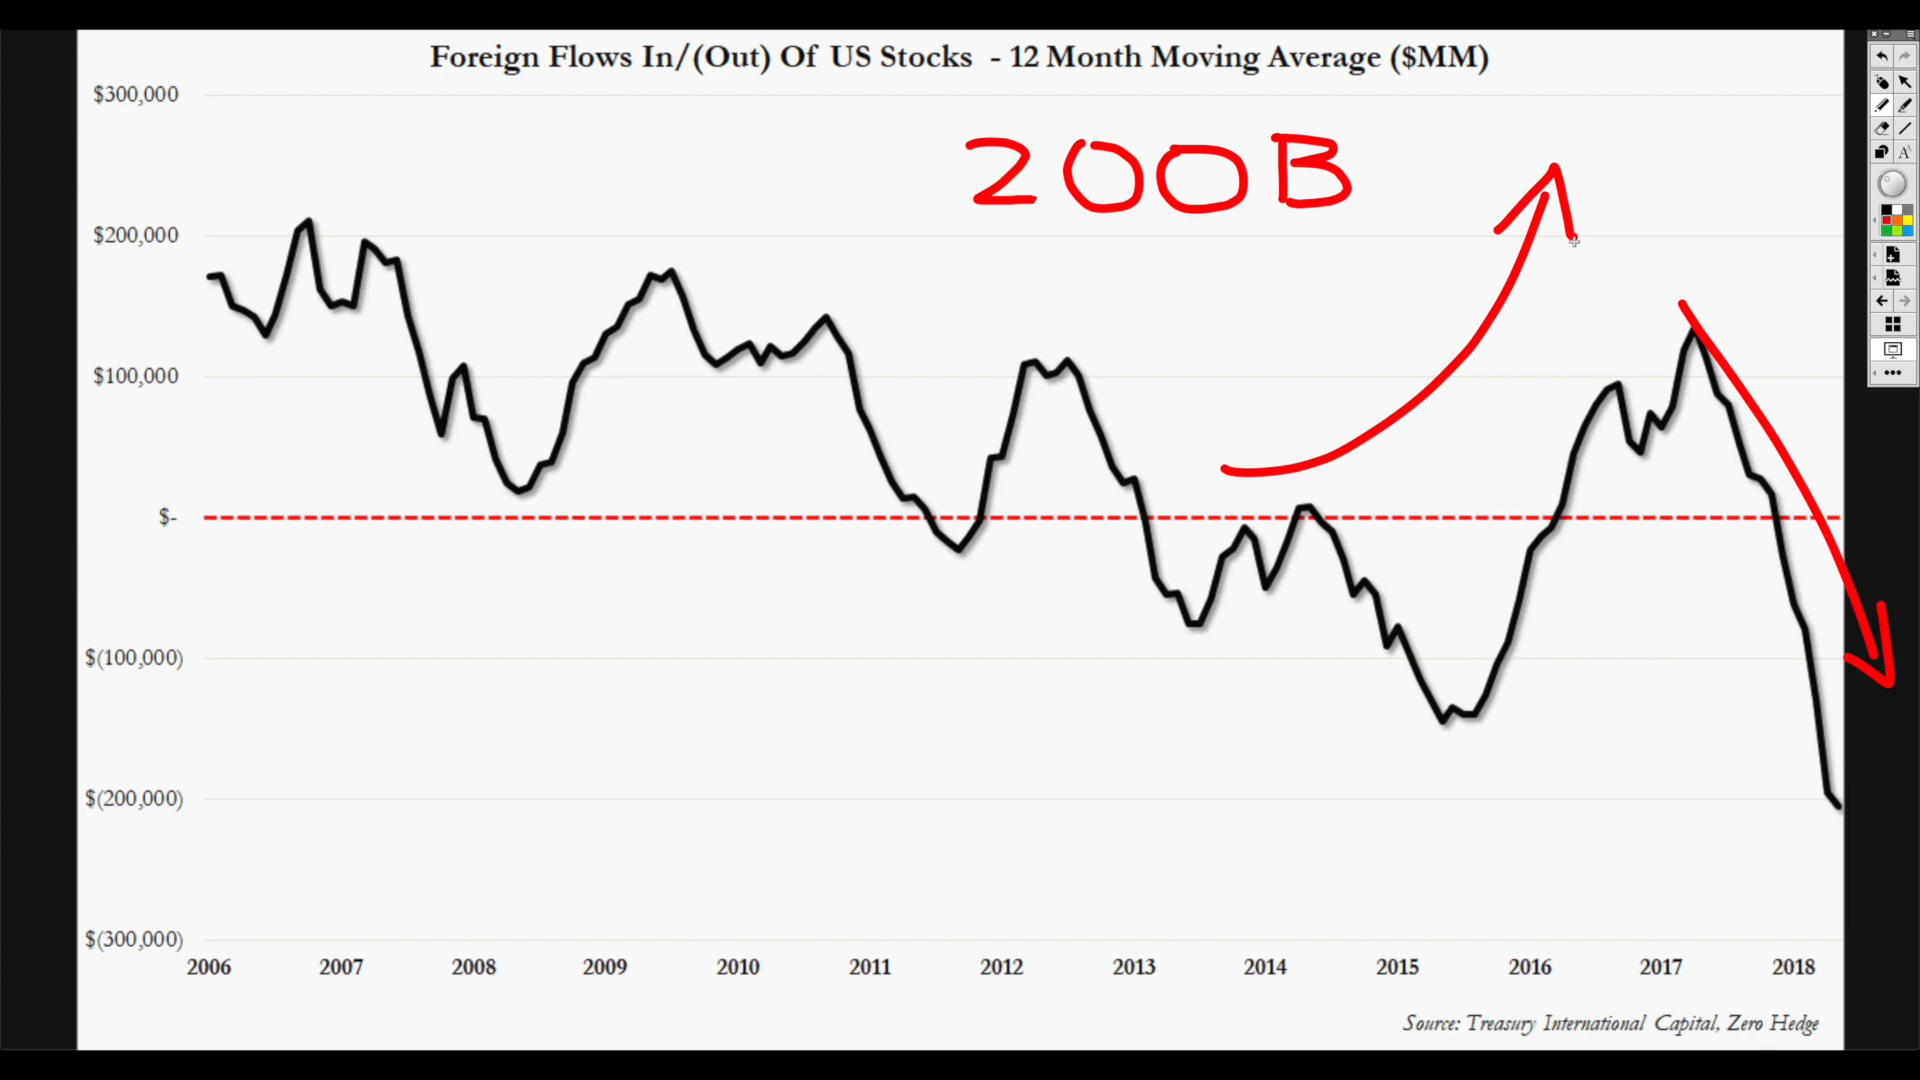 Foreign Flows In/(Out) Of US Stocks - 12 Month Moving Average ($MM)
$300,000
200B
$200,000
$100,000
$-
$(100,000)
$(200,000)
$(300,000)
2006 2007 2008 2009 2010 2011 2012 2013 2014 2015 2016 2017 2018
Source: Treasury International Capital, Zero Hedge